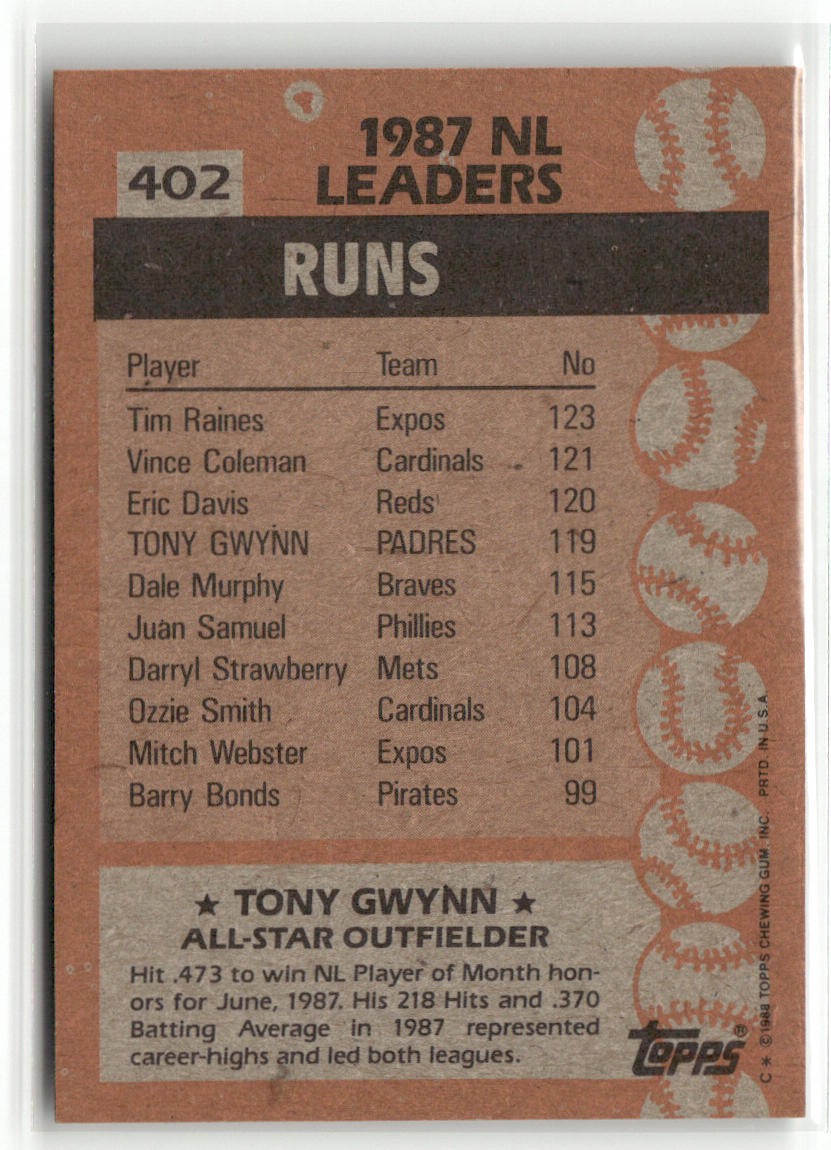 402
1987 NL
LEADERS
RUNS
Player Team No
Tim Raines Expos 123
Vince Coleman Cardinals 121
Eric Davis Reds 120
TONY GWYNN PADRES 119
Dale Murphy Braves 115
Juan Samuel Phillies 113
Darryl Strawberry Mets 108
Ozzie Smith Cardinals 104
Mitch Webster Expos 101
Barry Bonds Pirates 99
★ TONY GWYNN ★
ALL-STAR OUTFIELDER
Hit .473 to win NL Player of Month hon-
ors for June, 1987. His 218 Hits and .370
Batting Average in 1987 represented
career-highs and led both leagues.
Topps®
C * ©1988 TOPPS CHEWING GUM, INC. PRTD. IN U.S.A.